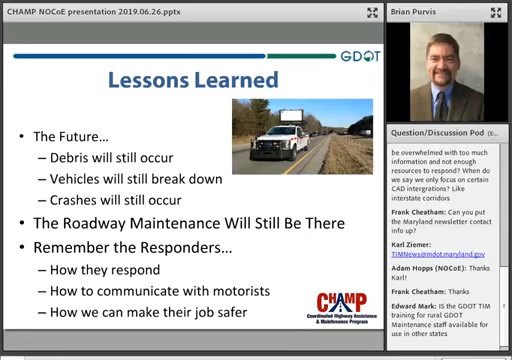 CHAMP NOCoE presentation 2019.06.26.pptx
GDOT
Lessons Learned
• The Future…
– Debris will still occur
– Vehicles will still break down
– Crashes will still occur
• The Roadway Maintenance Will Still Be There
• Remember the Responders…
– How they respond
– How to communicate with motorists
– How we can make their job safer
CHAMP
Coordinated Highway Assistance
& Maintenance Program
Brian Purvis
Question/Discussion Pod (E...
be overwhelmed with too much
information and not enough
resources to respond? When do
we say we only focus on certain
CAD intergrations? Like
interstate corridors
Frank Cheatham: Can you put
the Maryland newsletter contact
info up?
Karl Ziemer:
TIMNews@mdot.maryland.gov
Adam Hopps (NOCoE): Thanks
Karl!
Frank Cheatham: Thanks
Edward Mark: IS the GDOT TIM
training for rural GDOT
Maintenance staff available for
use in other states